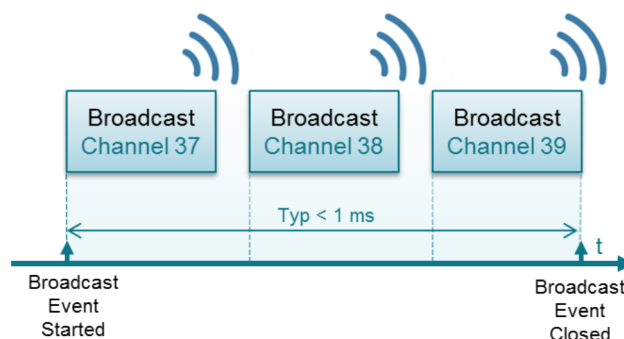 Broadcast
Channel 37
Broadcast
Channel 38
Broadcast
Channel 39
Typ < 1 ms
t
Broadcast
Event
Started
Broadcast
Event
Closed